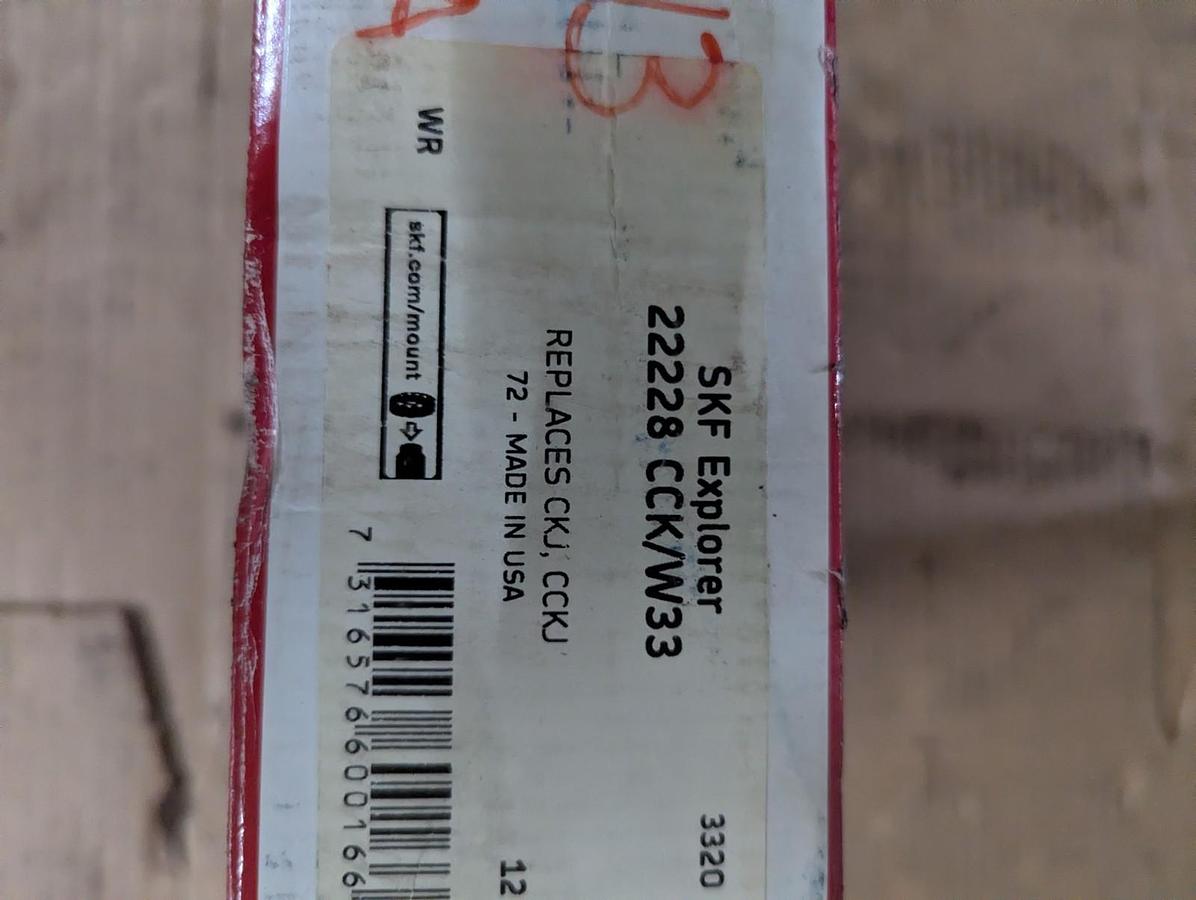 SKF Explorer
22228 CCK/W33
3320
REPLACES CKJ, CCKJ
72 - MADE IN USA
12
WR
skf.com/mount
7 316576 600166